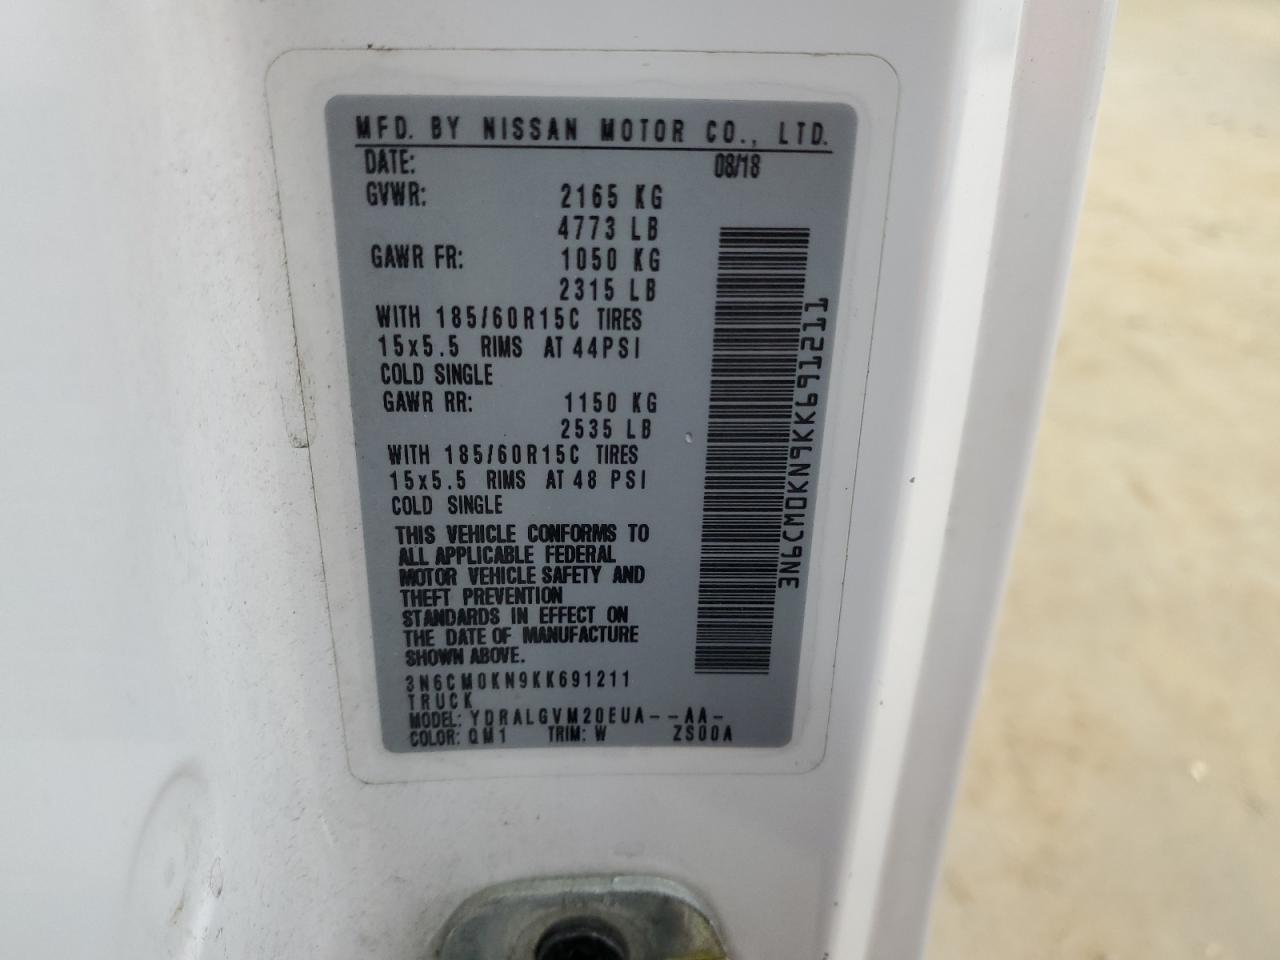 MFD. BY NISSAN MOTOR CO., LTD.
DATE: 08/18
GVWR: 2165 KG
4773 LB
GAWR FR: 1050 KG
2315 LB
WITH 185/60R15C TIRES
15x5.5 RIMS AT 44PSI
COLD SINGLE
GAWR RR: 1150 KG
2535 LB
WITH 185/60R15C TIRES
15x5.5 RIMS AT 48 PSI
COLD SINGLE
THIS VEHICLE CONFORMS TO
ALL APPLICABLE FEDERAL
MOTOR VEHICLE SAFETY AND
THEFT PREVENTION
STANDARDS IN EFFECT ON
THE DATE OF MANUFACTURE
SHOWN ABOVE.
3N6CM0KN9KK691211
TRUCK
MODEL: YDRALGVM20EUA--AA-
COLOR: QM1 TRIM: W ZS00A
3N6CM0KN9KK691211